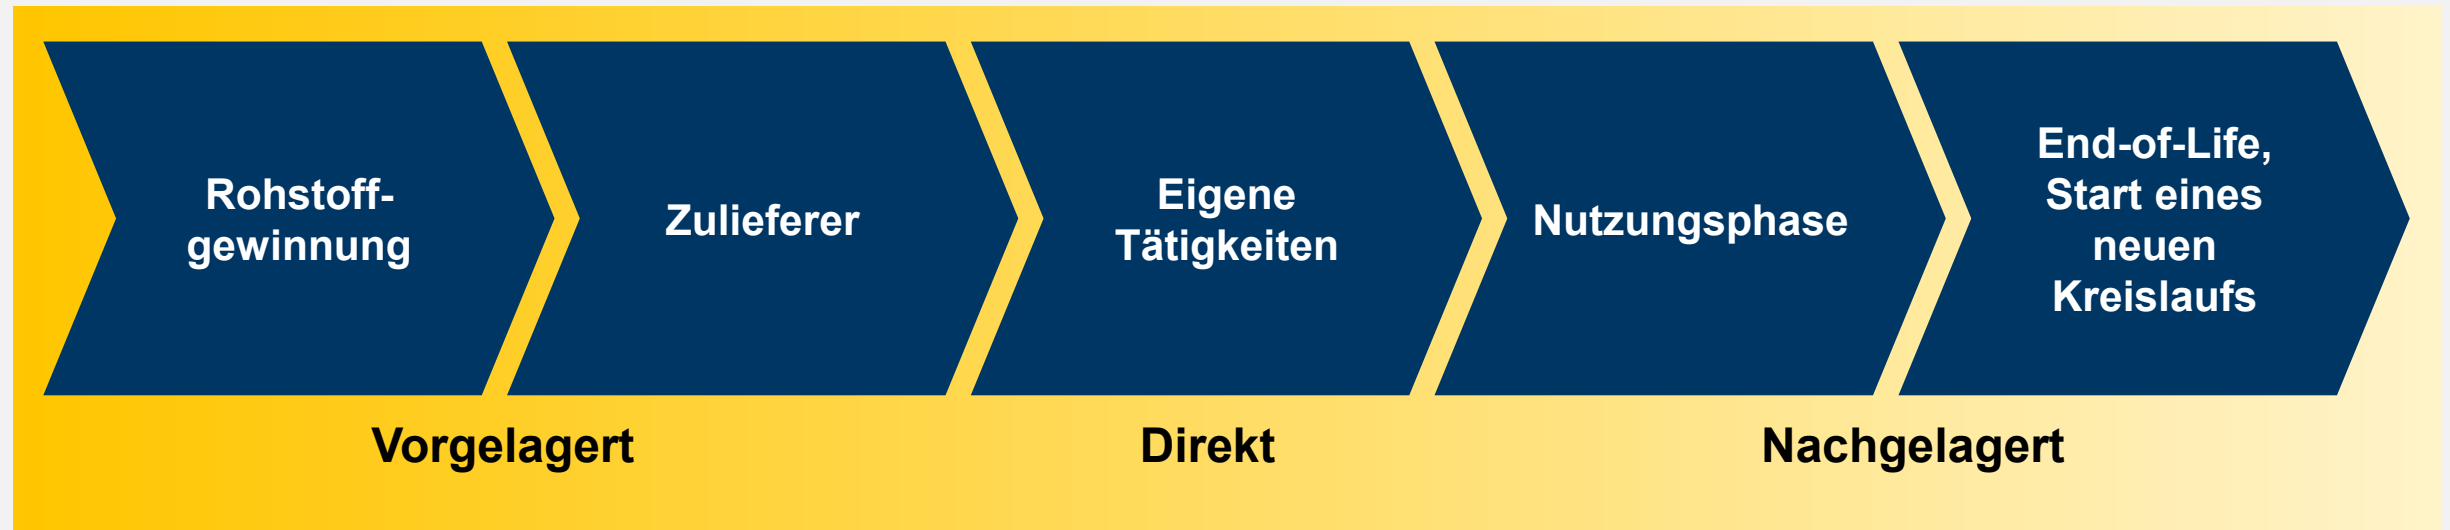 Rohstoff-
gewinnung
Zulieferer
Eigene
Tätigkeiten
Nutzungsphase
End-of-Life,
Start eines
neuen
Kreislaufs
Vorgelagert
Direkt
Nachgelagert